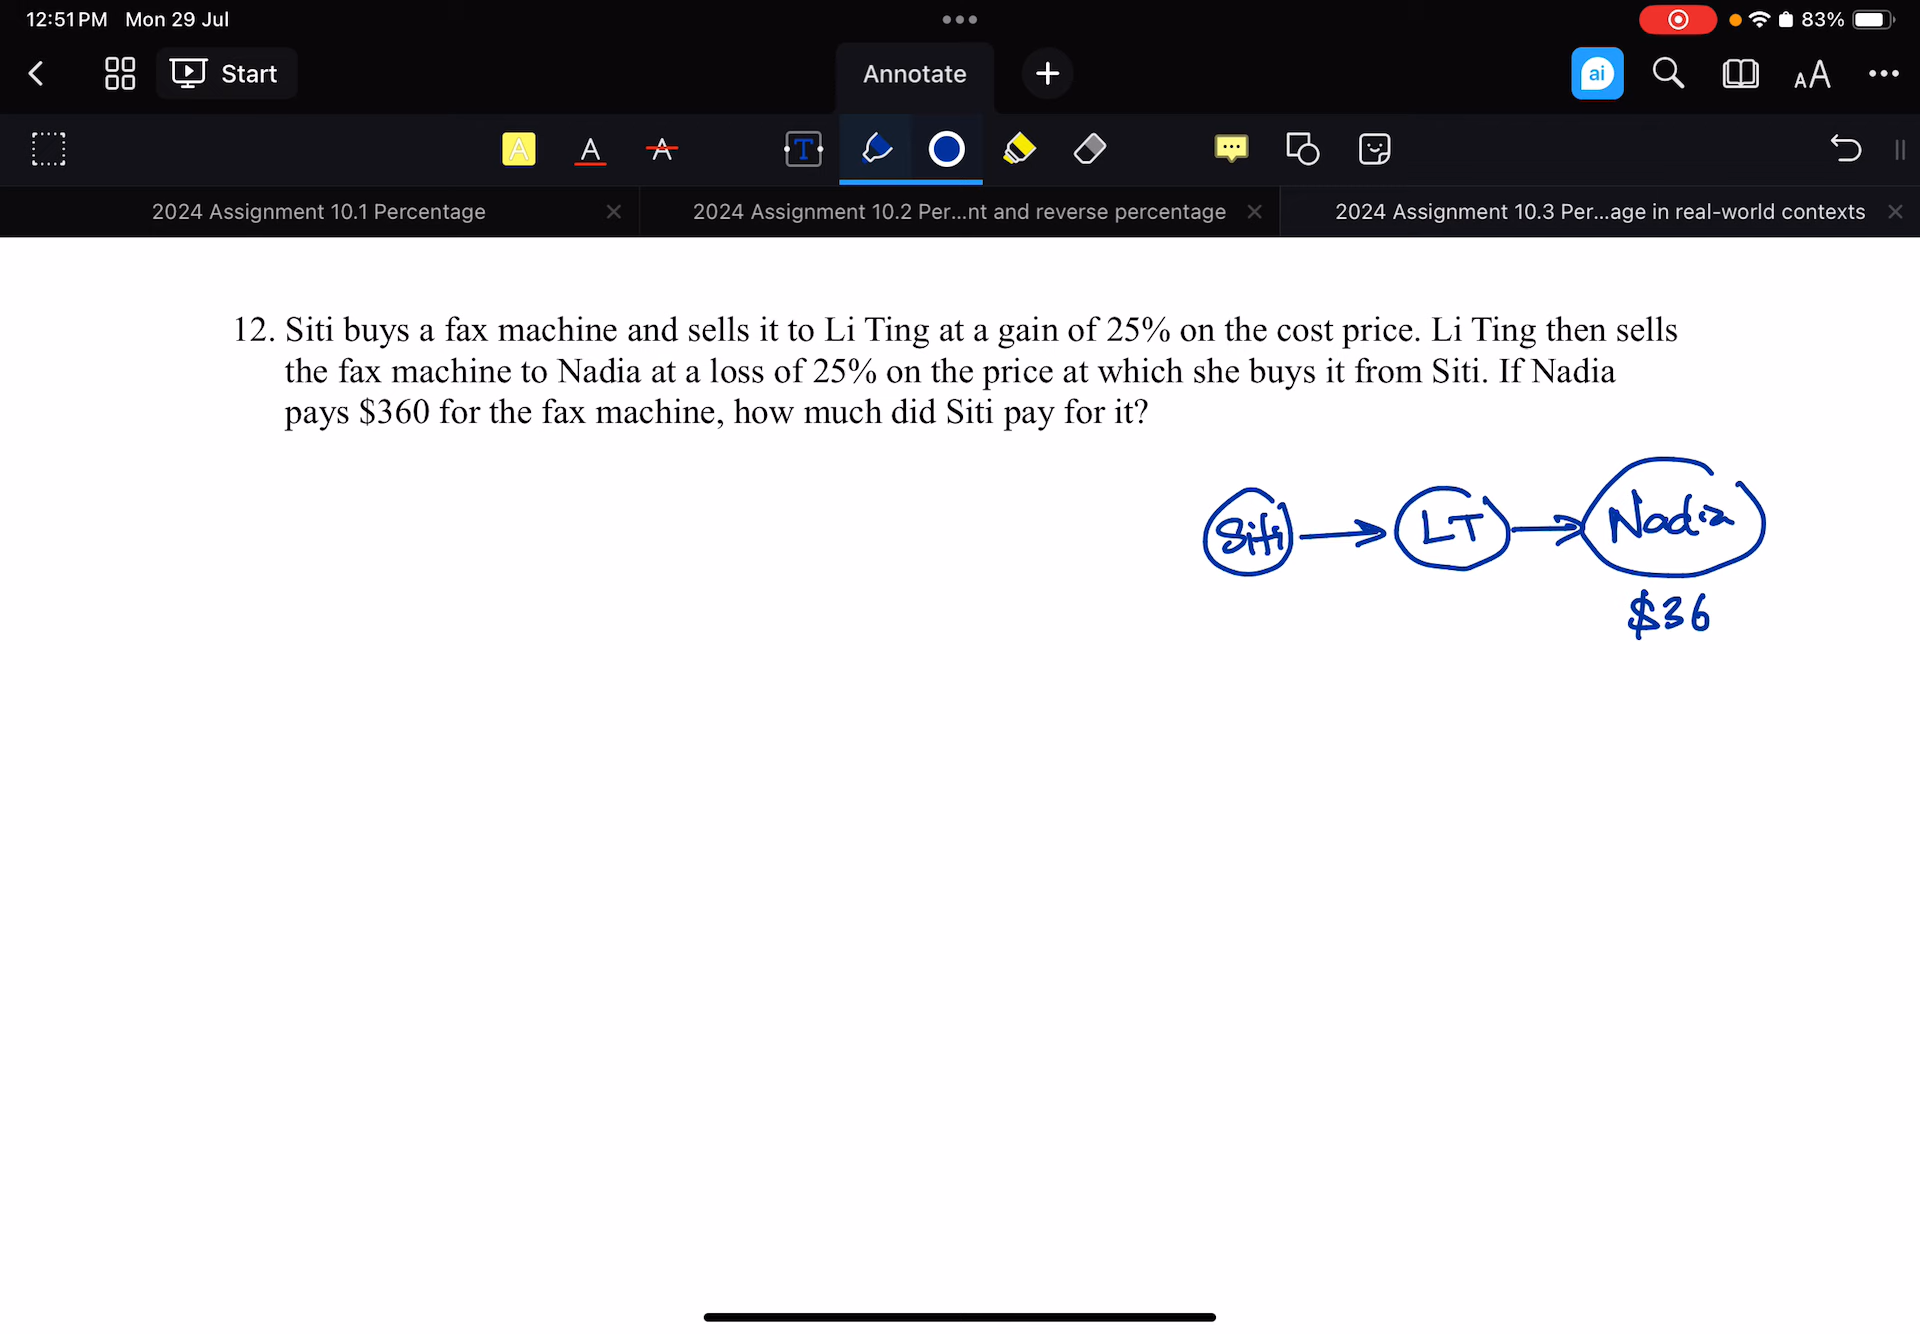 12:51 PM Mon 29 Jul
83%
Start
Annotate
ai
AA
A A A T
2024 Assignment 10.1 Percentage
2024 Assignment 10.2 Per...nt and reverse percentage
2024 Assignment 10.3 Per...age in real-world contexts
12. Siti buys a fax machine and sells it to Li Ting at a gain of 25% on the cost price. Li Ting then sells
the fax machine to Nadia at a loss of 25% on the price at which she buys it from Siti. If Nadia
pays $360 for the fax machine, how much did Siti pay for it?
Siti → LT → Nadia
$36